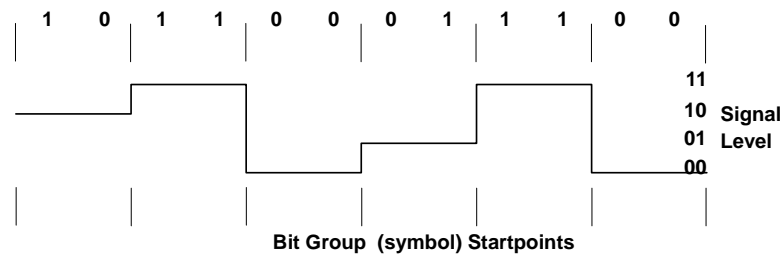 1 0 1 1 0 0 0 1 1 1 0 0
11
10 Signal
01 Level
00
Bit Group (symbol) Startpoints